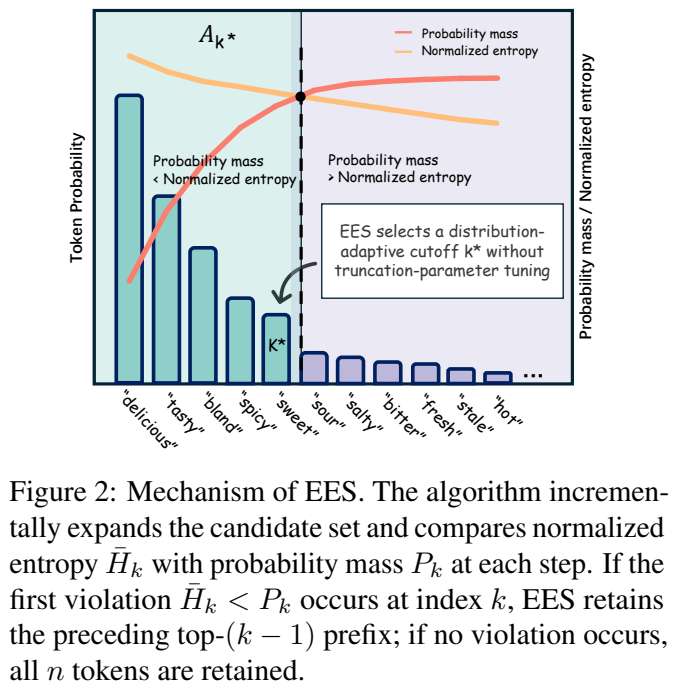 A_k*
Probability mass
Normalized entropy
Token Probability
Probability mass
< Normalized entropy
Probability mass
> Normalized entropy
EES selects a distribution-
adaptive cutoff k* without
truncation-parameter tuning
K*
Probability mass / Normalized entropy
"delicious"
"tasty"
"bland"
"spicy"
"sweet"
"sour"
"salty"
"bitter"
"fresh"
"stale"
"hot"
...
Figure 2: Mechanism of EES. The algorithm incremen-
tally expands the candidate set and compares normalized
entropy H̄_k with probability mass P_k at each step. If the
first violation H̄_k < P_k occurs at index k, EES retains
the preceding top-(k − 1) prefix; if no violation occurs,
all n tokens are retained.